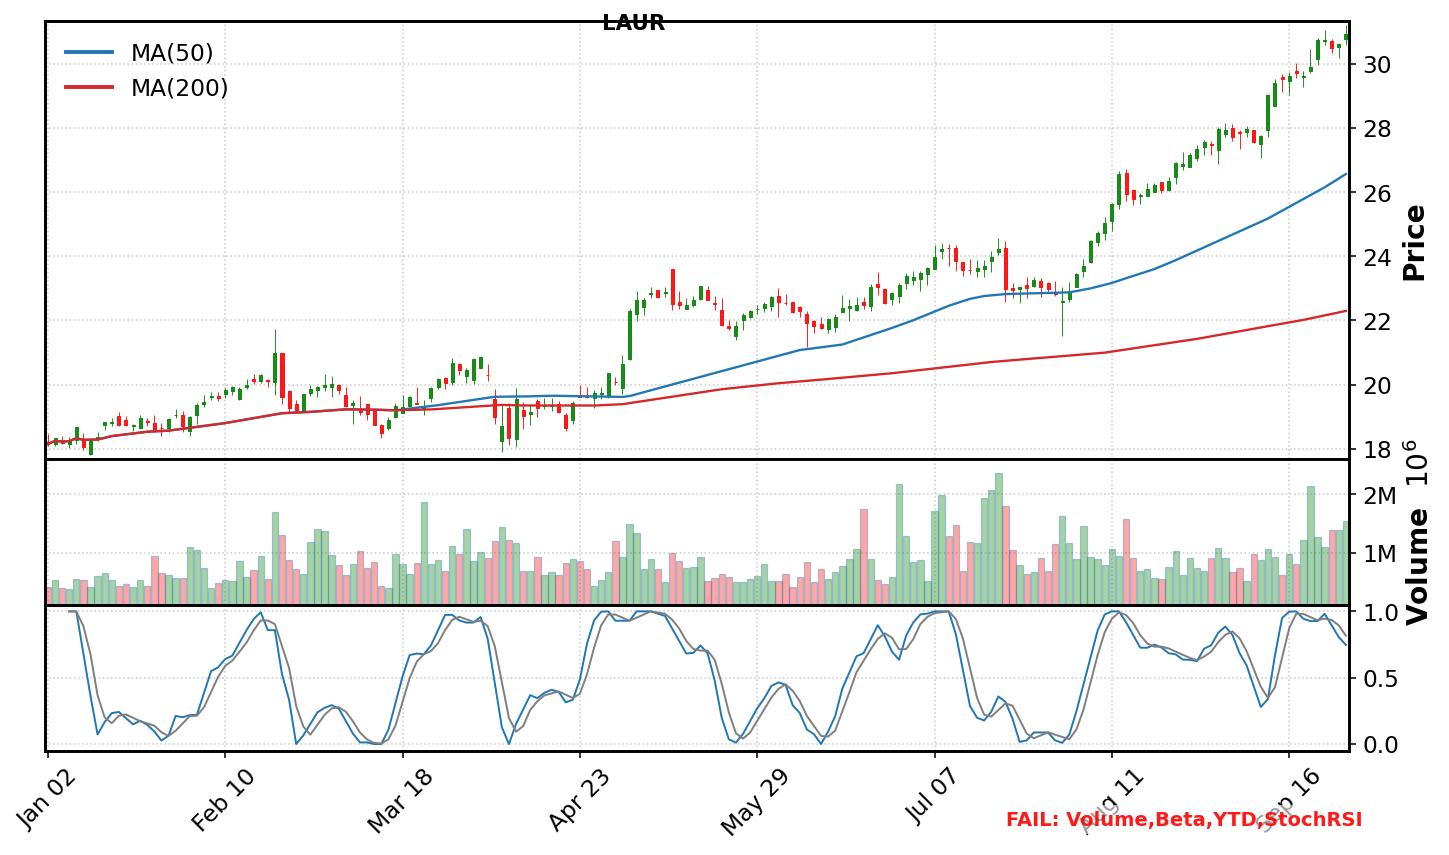 LAUR
MA(50)
MA(200)
30
28
26
24
22
20
18
Price
2M
1M
Volume 10^6
1.0
0.5
0.0
Jan 02
Feb 10
Mar 18
Apr 23
May 29
Jul 07
Aug 11
Sep 16
FAIL: Volume,Beta,YTD,StochRSI